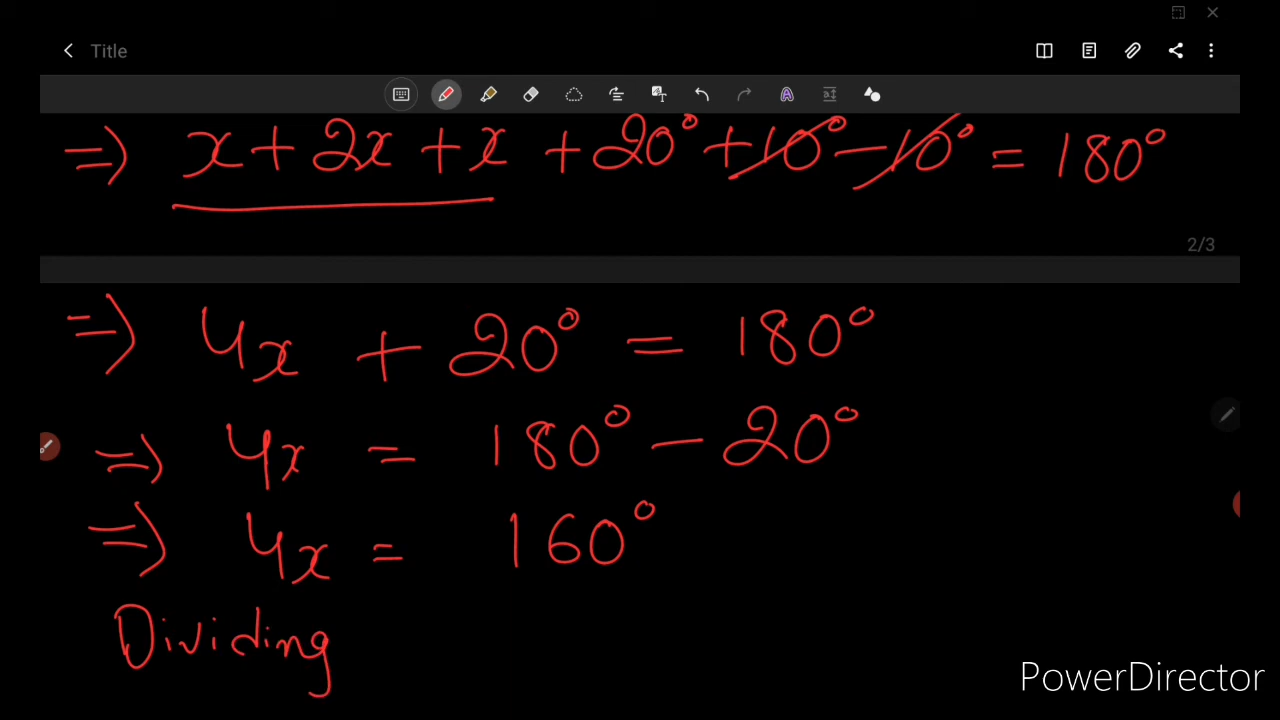 Title
=> x + 2x + x + 20° + 10° - 10° = 180°
2/3
=> 4x + 20° = 180°
=> 4x = 180° - 20°
=> 4x = 160°
Dividing
PowerDirector